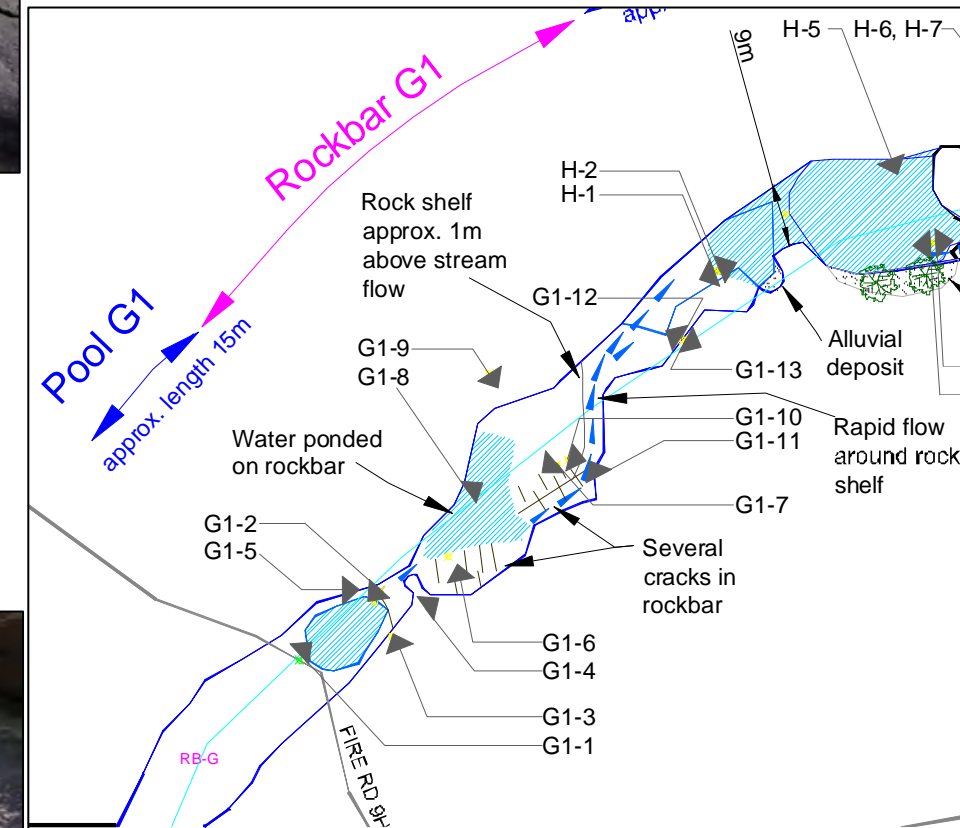 H-5
H-6, H-7
9m
Rockbar G1
H-2
H-1
Rock shelf
approx. 1m
above stream
flow
G1-12
Pool G1
approx. length 15m
G1-9
G1-8
Alluvial
deposit
G1-13
Water ponded
on rockbar
G1-10
G1-11
Rapid flow
around rock
shelf
G1-7
G1-2
G1-5
Several
cracks in
rockbar
G1-6
G1-4
G1-3
G1-1
FIRE RD 9H
RB-G